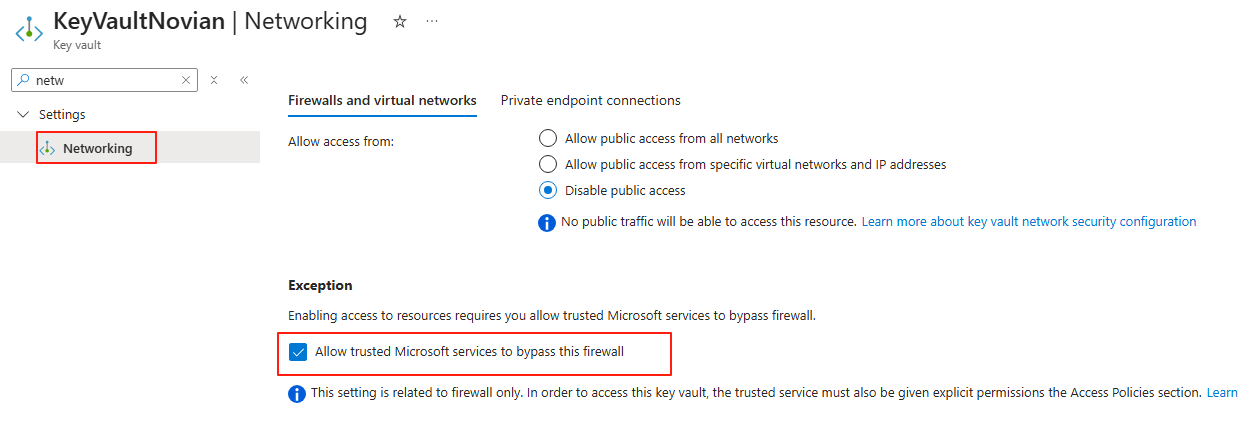 KeyVaultNovian | Networking
Key vault
netw
Settings
Networking
Firewalls and virtual networks
Private endpoint connections
Allow access from:
Allow public access from all networks
Allow public access from specific virtual networks and IP addresses
Disable public access
No public traffic will be able to access this resource. Learn more about key vault network security configuration
Exception
Enabling access to resources requires you allow trusted Microsoft services to bypass firewall.
Allow trusted Microsoft services to bypass this firewall
This setting is related to firewall only. In order to access this key vault, the trusted service must also be given explicit permissions the Access Policies section. Learn